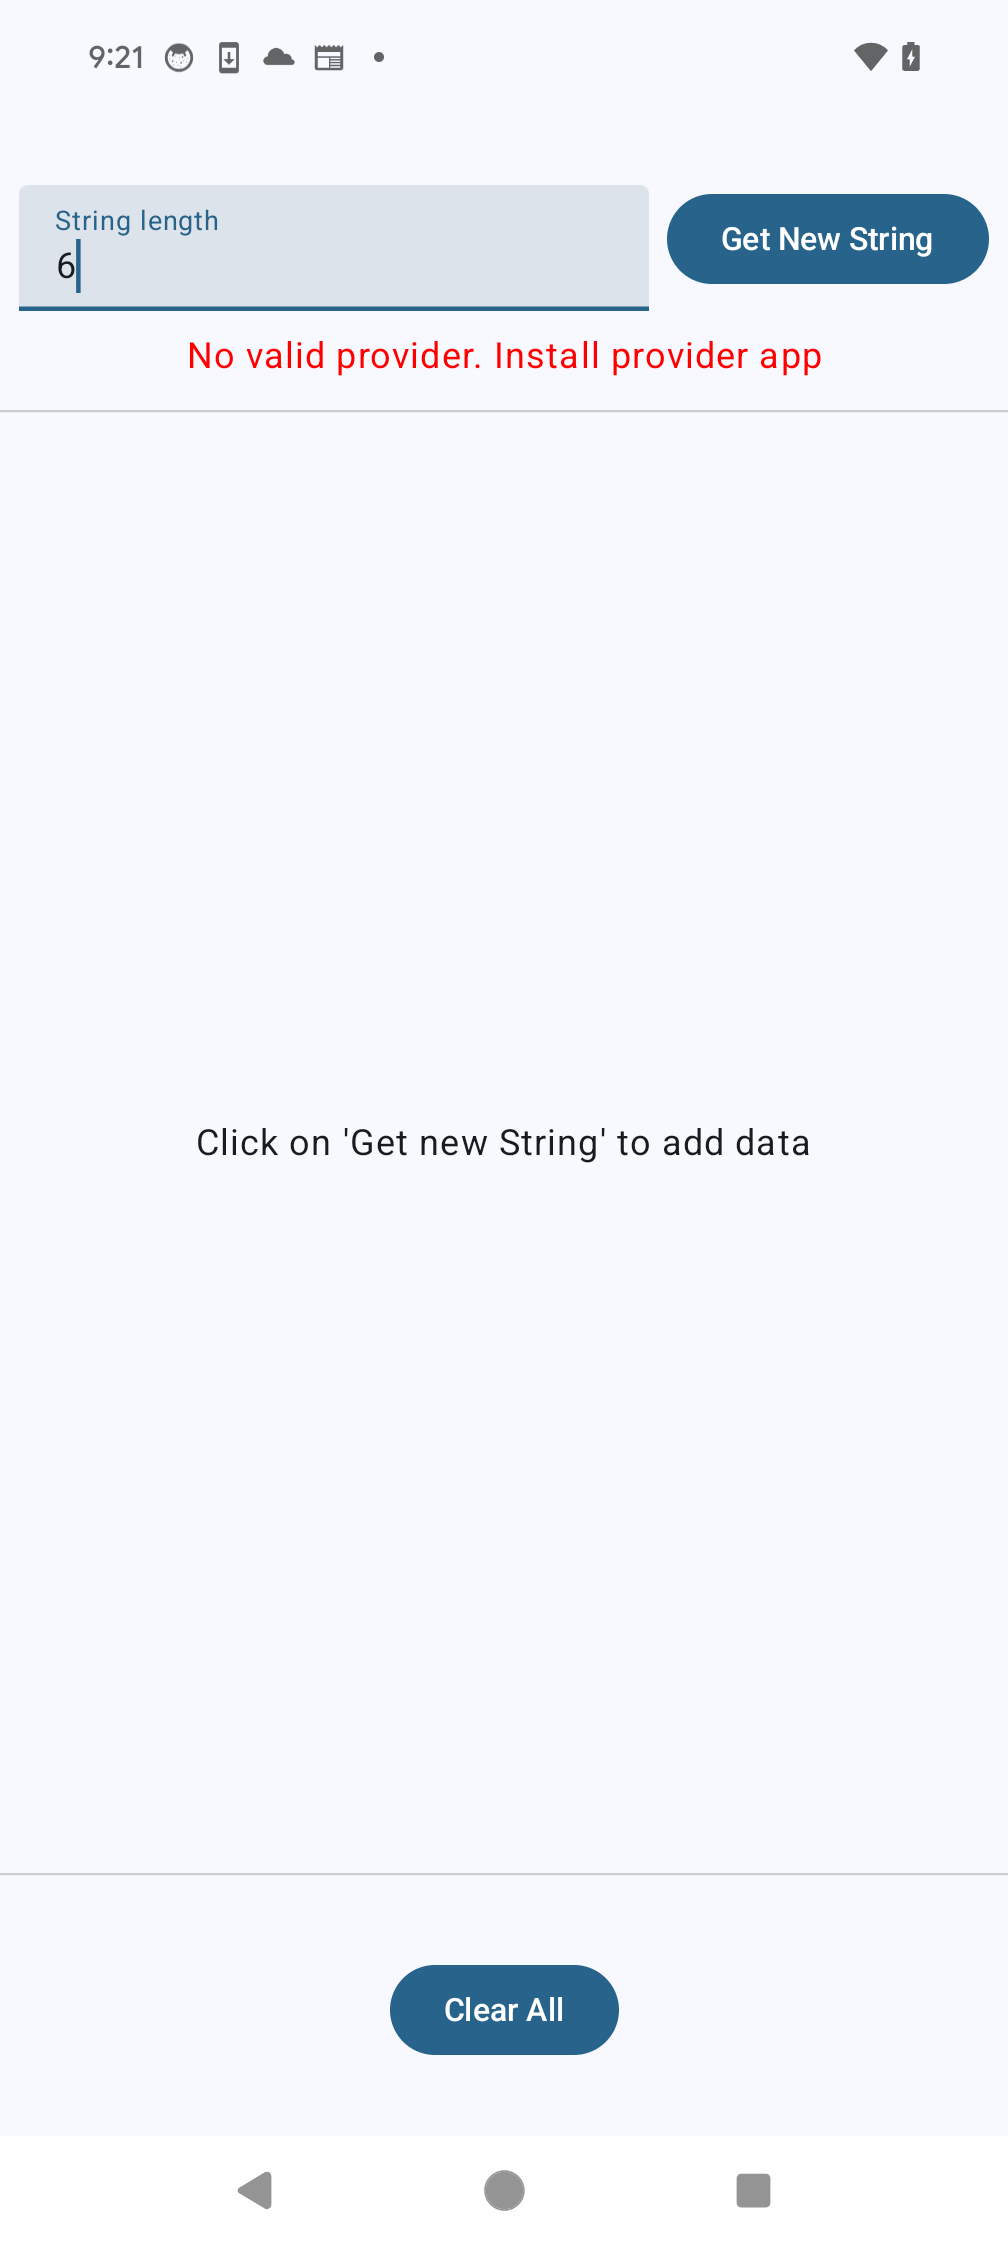 9:21
String length
6
Get New String
No valid provider. Install provider app
Click on 'Get new String' to add data
Clear All